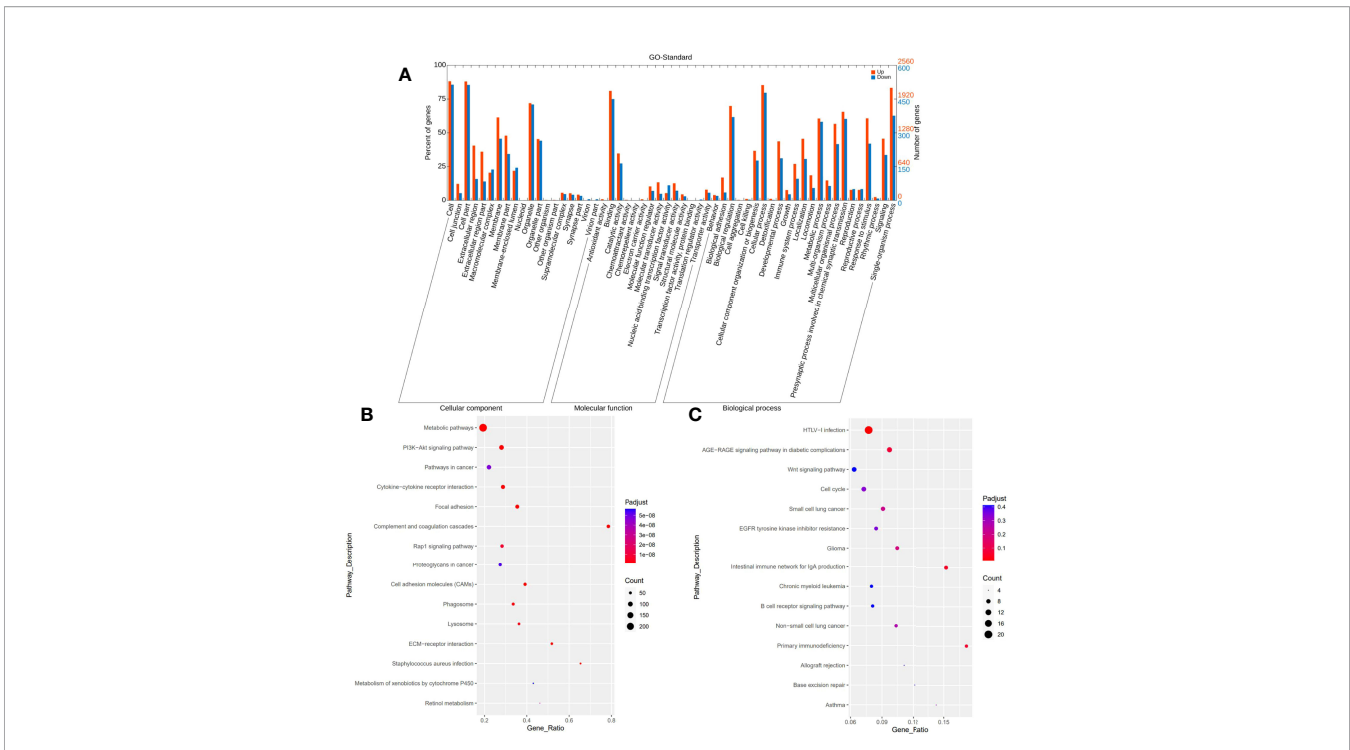 GO-Standard
A
100
75
50
25
0
Percent of genes
Up
Down
2560
600
1920
450
1280
300
640
150
0
0
Number of genes
Cell
Cell junction
Cell part
Extracellular region
Extracellular region part
Macromolecular complex
Membrane
Membrane part
Membrane-enclosed lumen
Nucleoid
Organelle
Organelle part
Other organism
Other organism part
Supramolecular complex
Synapse
Synapse part
Virion
Virion part
Antioxidant activity
Binding
Catalytic activity
Chemoattractant activity
Chemorepellent activity
Electron carrier activity
Molecular function regulator
Molecular transducer activity
Nucleic acid binding transcription factor activity
Signal transducer activity
Structural molecule activity
Transcription factor activity, protein binding
Translation regulator activity
Transporter activity
Behavior
Biological adhesion
Biological regulation
Cell aggregation
Cell killing
Cellular component organization or biogenesis
Cellular process
Detoxification
Developmental process
Growth
Immune system process
Localization
Locomotion
Metabolic process
Multi-organism process
Multicellular organismal process
Presynaptic process involved in chemical synaptic transmission
Reproduction
Reproductive process
Response to stimulus
Rhythmic process
Signaling
Single-organism process
Cellular component
Molecular function
Biological process
B
Pathway_Description
Metabolic pathways
PI3K-Akt signaling pathway
Pathways in cancer
Cytokine-cytokine receptor interaction
Focal adhesion
Complement and coagulation cascades
Rap1 signaling pathway
Proteoglycans in cancer
Cell adhesion molecules (CAMs)
Phagosome
Lysosome
ECM-receptor interaction
Staphylococcus aureus infection
Metabolism of xenobiotics by cytochrome P450
Retinol metabolism
0.2 0.4 0.6 0.8
Gene_Ratio
Padjust
5e-08
4e-08
3e-08
2e-08
1e-08
Count
50
100
150
200
C
Pathway_Description
HTLV-I infection
AGE-RAGE signaling pathway in diabetic complications
Wnt signaling pathway
Cell cycle
Small cell lung cancer
EGFR tyrosine kinase inhibitor resistance
Glioma
Intestinal immune network for IgA production
Chronic myeloid leukemia
B cell receptor signaling pathway
Non-small cell lung cancer
Primary immunodeficiency
Allograft rejection
Base excision repair
Asthma
0.06 0.09 0.12 0.15
Gene_Ratio
Padjust
0.4
0.3
0.2
0.1
Count
4
8
12
16
20